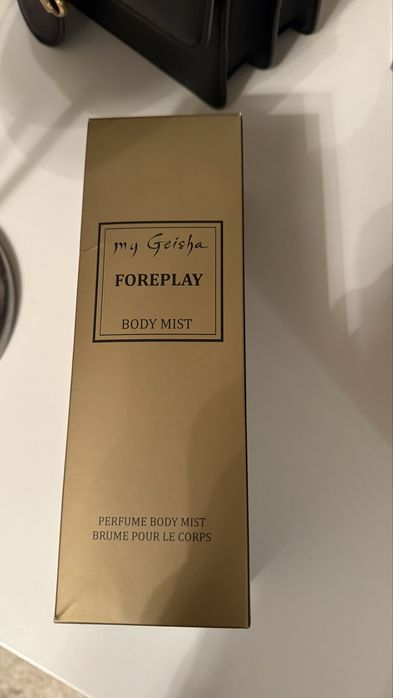 my Geisha
FOREPLAY
BODY MIST
PERFUME BODY MIST
BRUME POUR LE CORPS